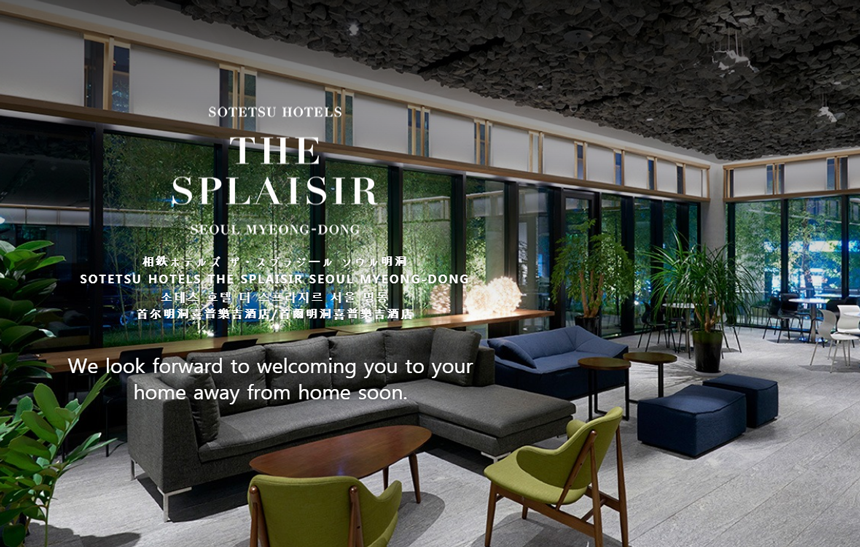 SOTETSU HOTELS
THE
SPLAISIR
SEOUL MYEONG-DONG
相鉄ホテルズ ザ・スプラジール ソウル明洞
SOTETSU HOTELS THE SPLAISIR SEOUL MYEONG-DONG
소테츠 호텔 더 스프라지르 서울 명동
首尔明洞喜普樂吉酒店/首爾明洞喜普樂吉酒店
We look forward to welcoming you to your
home away from home soon.